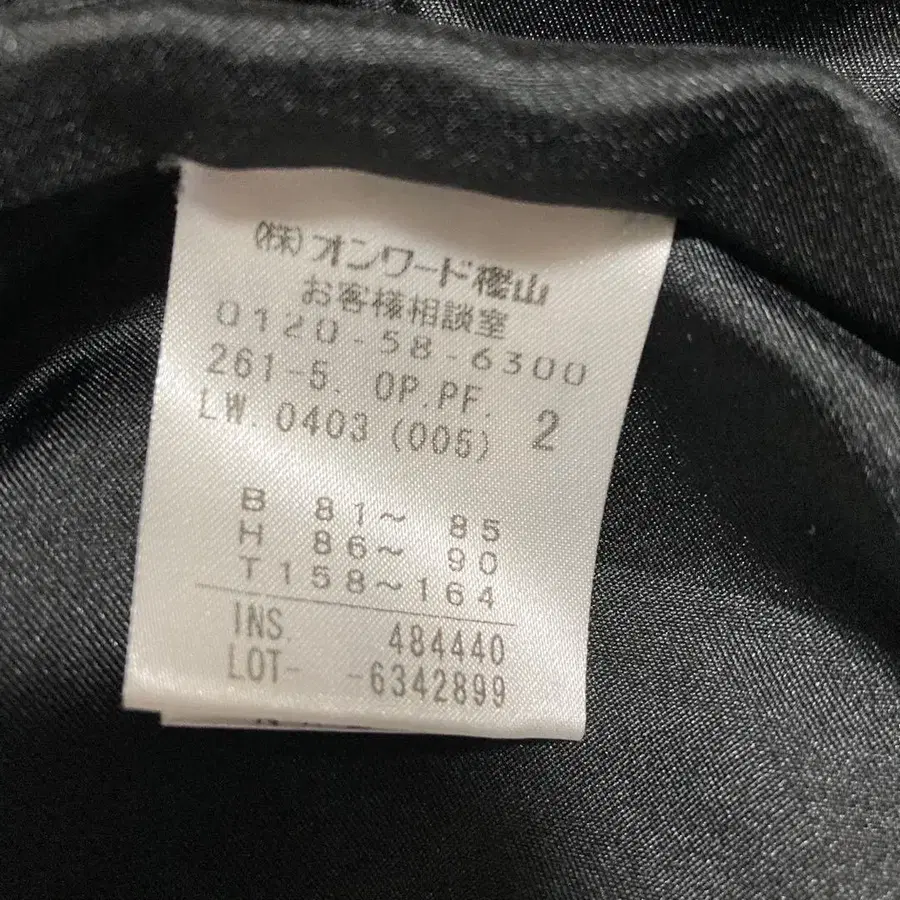 (株)オンワード樫山
お客様相談室
0120-58-6300
261-5. OP.PF. 2
LW. 0403 (005)
B 81～ 85
H 86～ 90
T 158～164
INS. 484440
LOT- -6342899